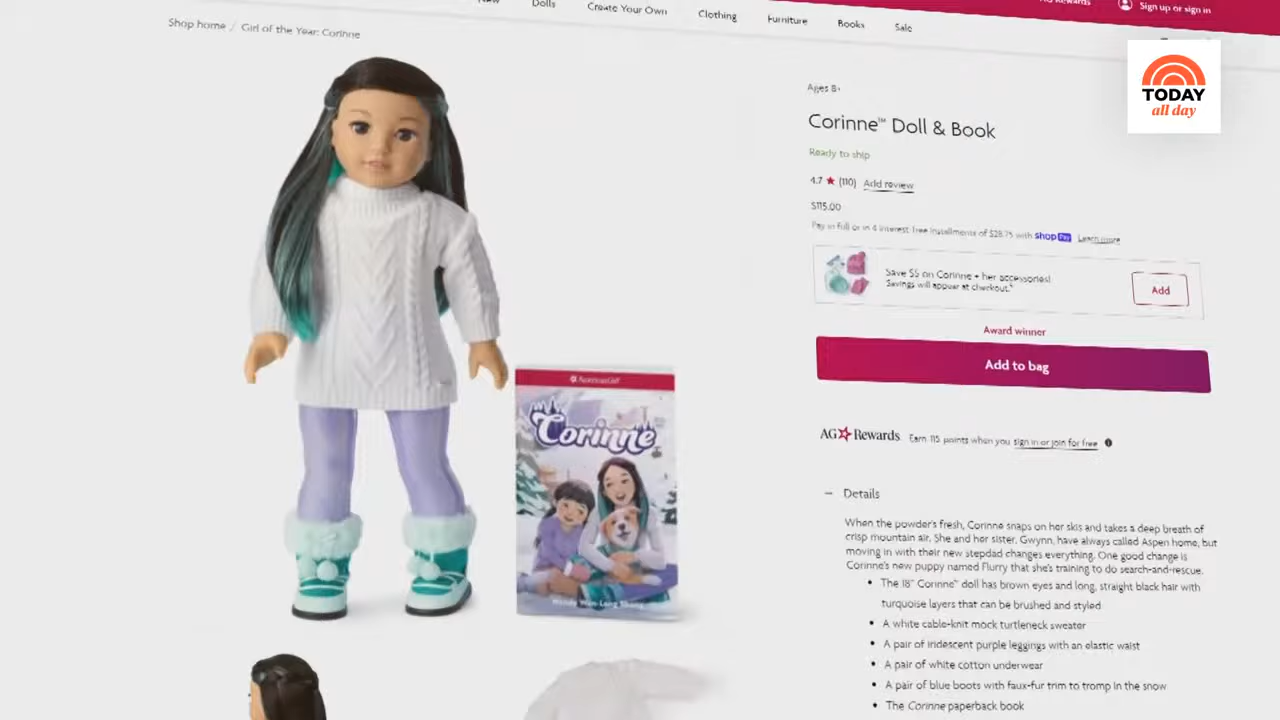 New
Dolls
Create Your Own
Clothing
Furniture
Books
Sale
AG Rewards
Sign up or sign in
Shop home / Girl of the Year: Corinne
TODAY
all day
Ages 8+
Corinne™ Doll & Book
Ready to ship
4.7 ★ (110) Add review
$115.00
Pay in full or in 4 interest-free installments of $28.75 with shop Pay Learn more
Save $5 on Corinne + her accessories!
Savings will appear at checkout.*
Add
Award winner
Add to bag
AG Rewards Earn 115 points when you sign in or join for free
AmericanGirl
Corinne
Wendy Wan-Long Shang
– Details
When the powder's fresh, Corinne snaps on her skis and takes a deep breath of
crisp mountain air. She and her sister, Gwynn, have always called Aspen home, but
moving in with their new stepdad changes everything. One good change is
Corinne's new puppy named Flurry that she's training to do search-and-rescue.
• The 18" Corinne™ doll has brown eyes and long, straight black hair with
turquoise layers that can be brushed and styled
• A white cable-knit mock turtleneck sweater
• A pair of iridescent purple leggings with an elastic waist
• A pair of white cotton underwear
• A pair of blue boots with faux-fur trim to tromp in the snow
• The Corinne paperback book